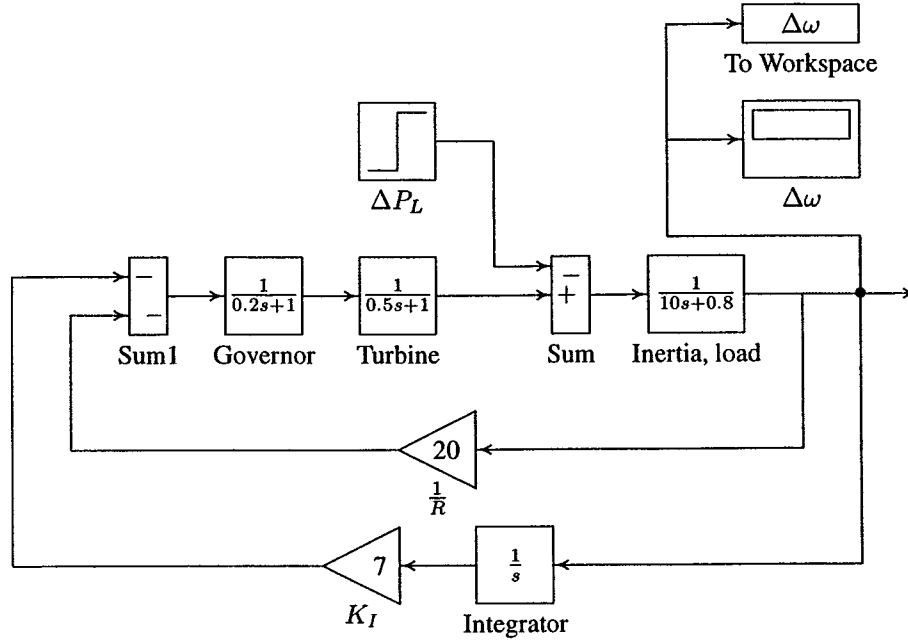 Δω
To Workspace
Δω
ΔP_L
−
−
Sum1
1/(0.2s+1)
Governor
1/(0.5s+1)
Turbine
−
+
Sum
1/(10s+0.8)
Inertia, load
20
1/R
7
K_I
1/s
Integrator